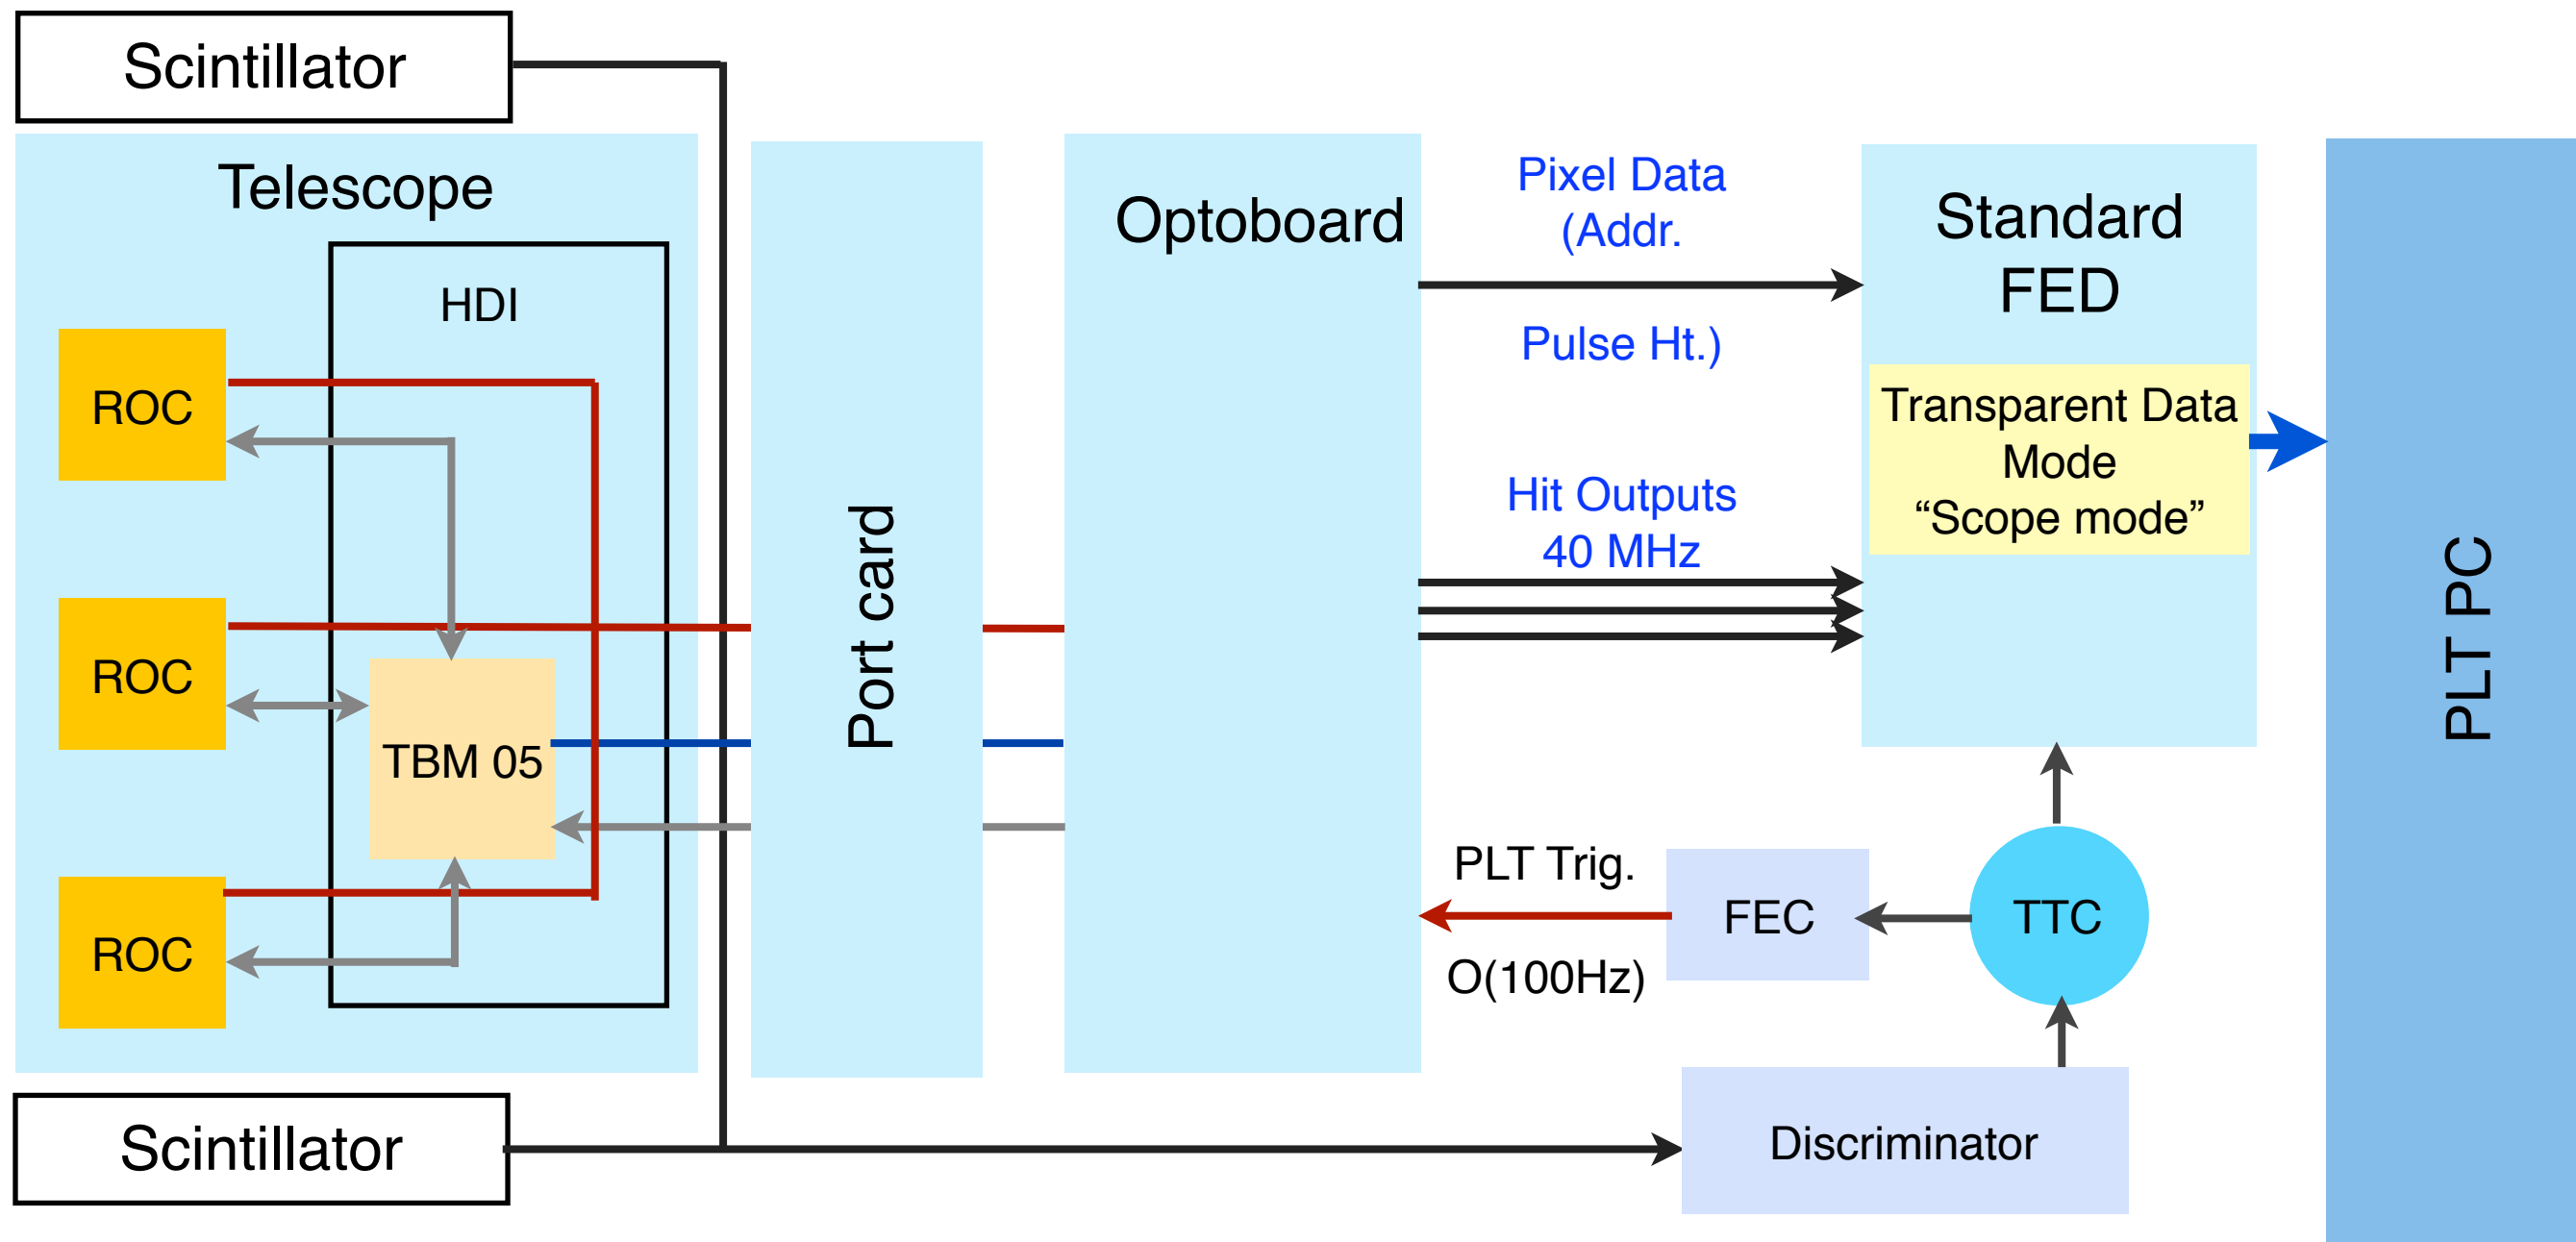 Scintillator
Telescope
HDI
ROC
ROC
TBM 05
ROC
Scintillator
Port card
Optoboard
Pixel Data
(Addr.
Pulse Ht.)
Hit Outputs
40 MHz
PLT Trig.
O(100Hz)
Standard
FED
Transparent Data
Mode
“Scope mode”
FEC
TTC
Discriminator
PLT PC